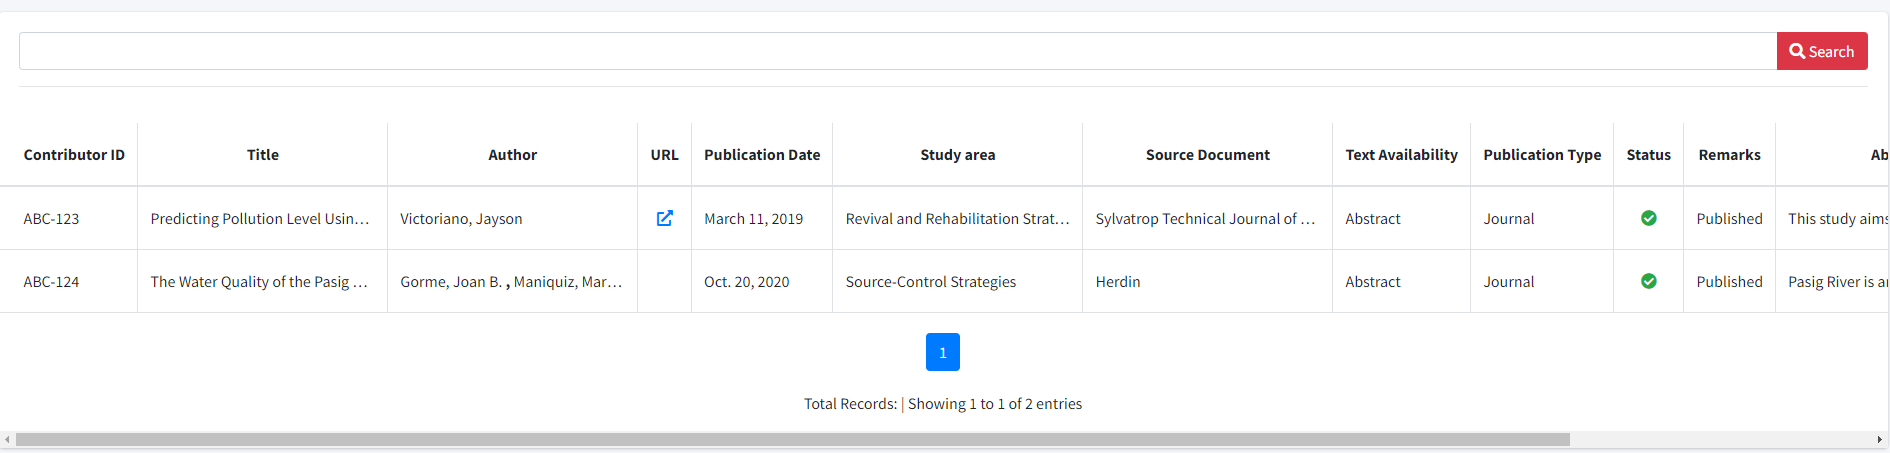 Search
Contributor ID Title Author URL Publication Date Study area Source Document Text Availability Publication Type Status Remarks Ab
ABC-123 Predicting Pollution Level Usin... Victoriano, Jayson March 11, 2019 Revival and Rehabilitation Strat... Sylvatrop Technical Journal of ... Abstract Journal Published This study aims
ABC-124 The Water Quality of the Pasig ... Gorme, Joan B. , Maniquiz, Mar... Oct. 20, 2020 Source-Control Strategies Herdin Abstract Journal Published Pasig River is a
1
Total Records: | Showing 1 to 1 of 2 entries